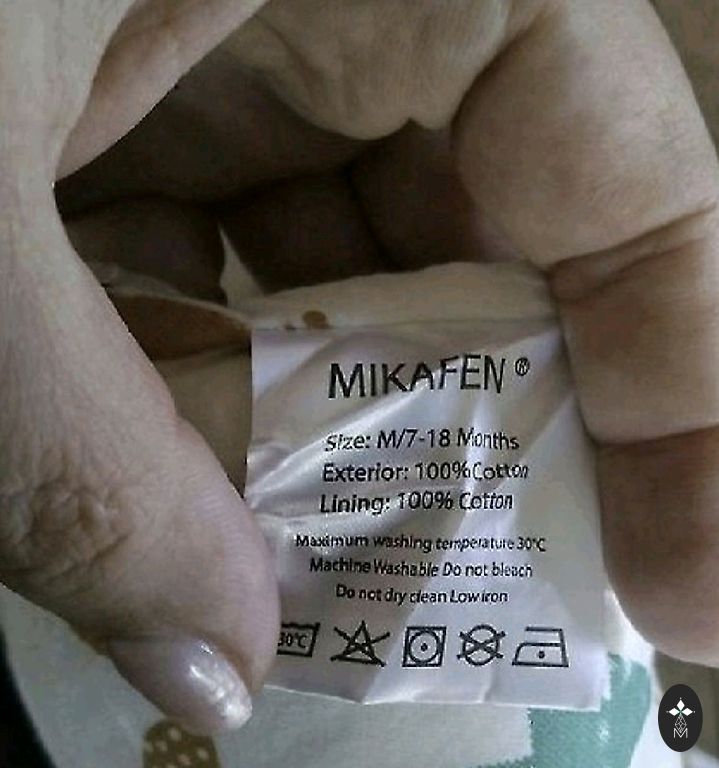 MIKAFEN ®
Size: M/7-18 Months
Exterior: 100% Cotton
Lining: 100% Cotton
Maximum washing temperature 30°C
Machine Washable Do not bleach
Do not dry clean Low iron
30°C
M